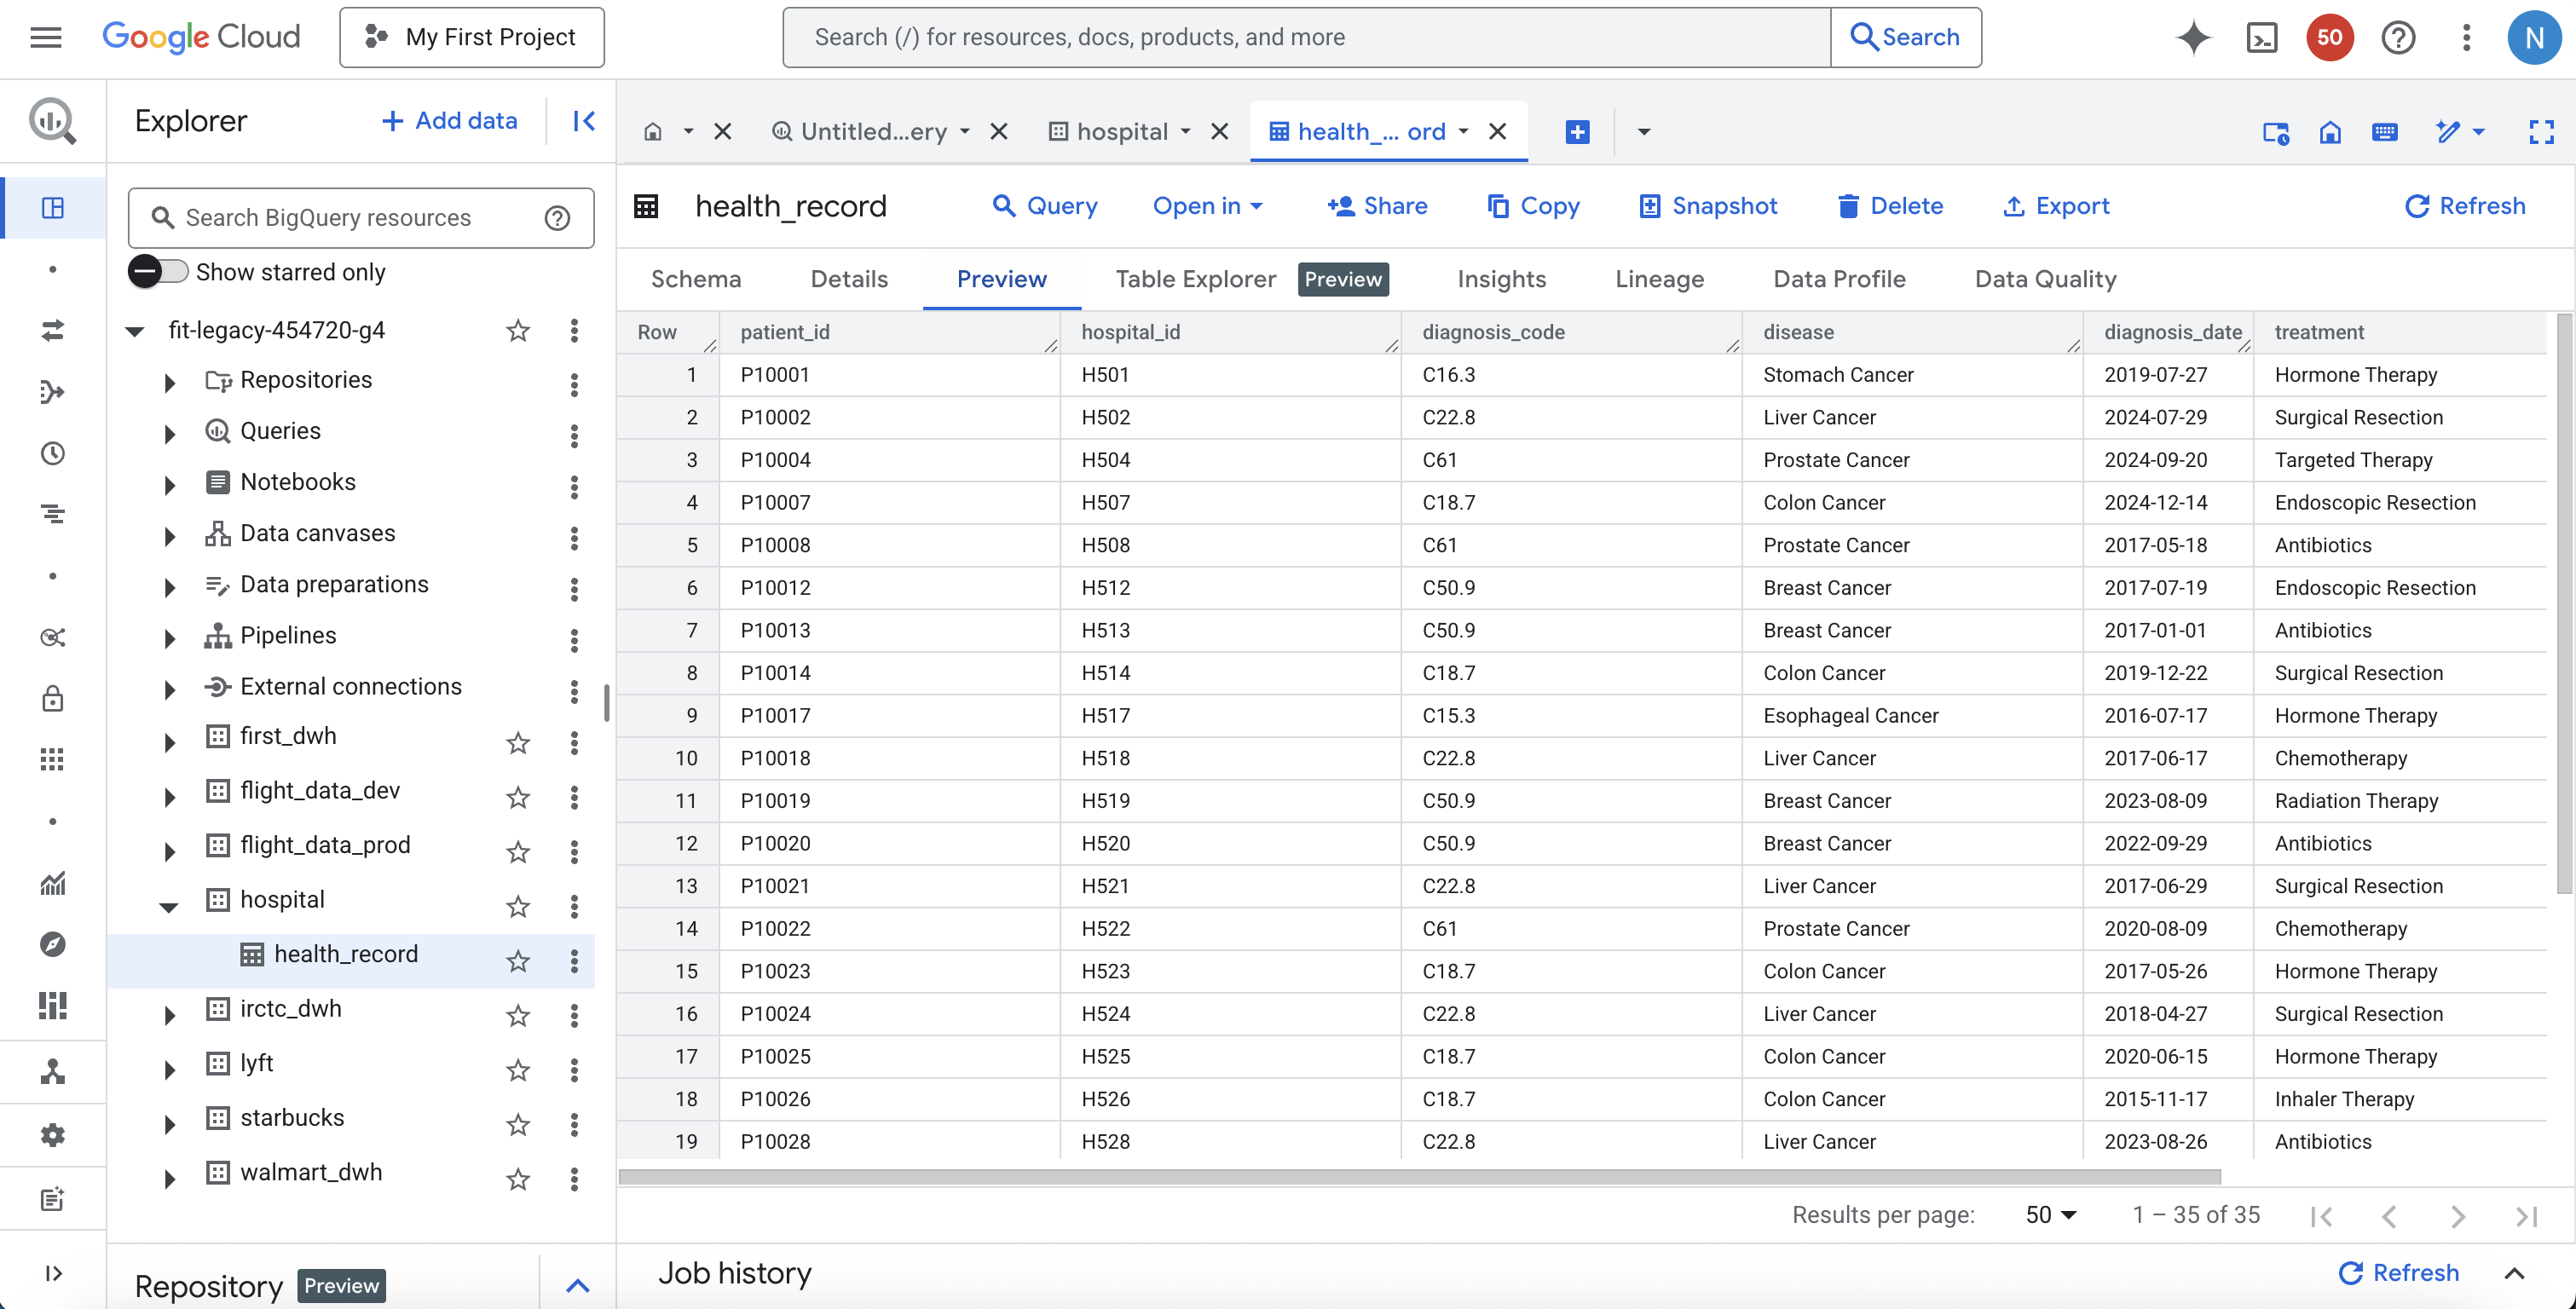 Google Cloud My First Project Search (/) for resources, docs, products, and more Search 50 N
Explorer + Add data
Untitled...ery hospital health_... ord
Search BigQuery resources
Show starred only
fit-legacy-454720-g4
Repositories
Queries
Notebooks
Data canvases
Data preparations
Pipelines
External connections
first_dwh
flight_data_dev
flight_data_prod
hospital
health_record
irctc_dwh
lyft
starbucks
walmart_dwh
Repository Preview
health_record Query Open in Share Copy Snapshot Delete Export Refresh
Schema Details Preview Table Explorer Preview Insights Lineage Data Profile Data Quality
Row patient_id hospital_id diagnosis_code disease diagnosis_date treatment
1 P10001 H501 C16.3 Stomach Cancer 2019-07-27 Hormone Therapy
2 P10002 H502 C22.8 Liver Cancer 2024-07-29 Surgical Resection
3 P10004 H504 C61 Prostate Cancer 2024-09-20 Targeted Therapy
4 P10007 H507 C18.7 Colon Cancer 2024-12-14 Endoscopic Resection
5 P10008 H508 C61 Prostate Cancer 2017-05-18 Antibiotics
6 P10012 H512 C50.9 Breast Cancer 2017-07-19 Endoscopic Resection
7 P10013 H513 C50.9 Breast Cancer 2017-01-01 Antibiotics
8 P10014 H514 C18.7 Colon Cancer 2019-12-22 Surgical Resection
9 P10017 H517 C15.3 Esophageal Cancer 2016-07-17 Hormone Therapy
10 P10018 H518 C22.8 Liver Cancer 2017-06-17 Chemotherapy
11 P10019 H519 C50.9 Breast Cancer 2023-08-09 Radiation Therapy
12 P10020 H520 C50.9 Breast Cancer 2022-09-29 Antibiotics
13 P10021 H521 C22.8 Liver Cancer 2017-06-29 Surgical Resection
14 P10022 H522 C61 Prostate Cancer 2020-08-09 Chemotherapy
15 P10023 H523 C18.7 Colon Cancer 2017-05-26 Hormone Therapy
16 P10024 H524 C22.8 Liver Cancer 2018-04-27 Surgical Resection
17 P10025 H525 C18.7 Colon Cancer 2020-06-15 Hormone Therapy
18 P10026 H526 C18.7 Colon Cancer 2015-11-17 Inhaler Therapy
19 P10028 H528 C22.8 Liver Cancer 2023-08-26 Antibiotics
Results per page: 50 1 – 35 of 35
Job history Refresh